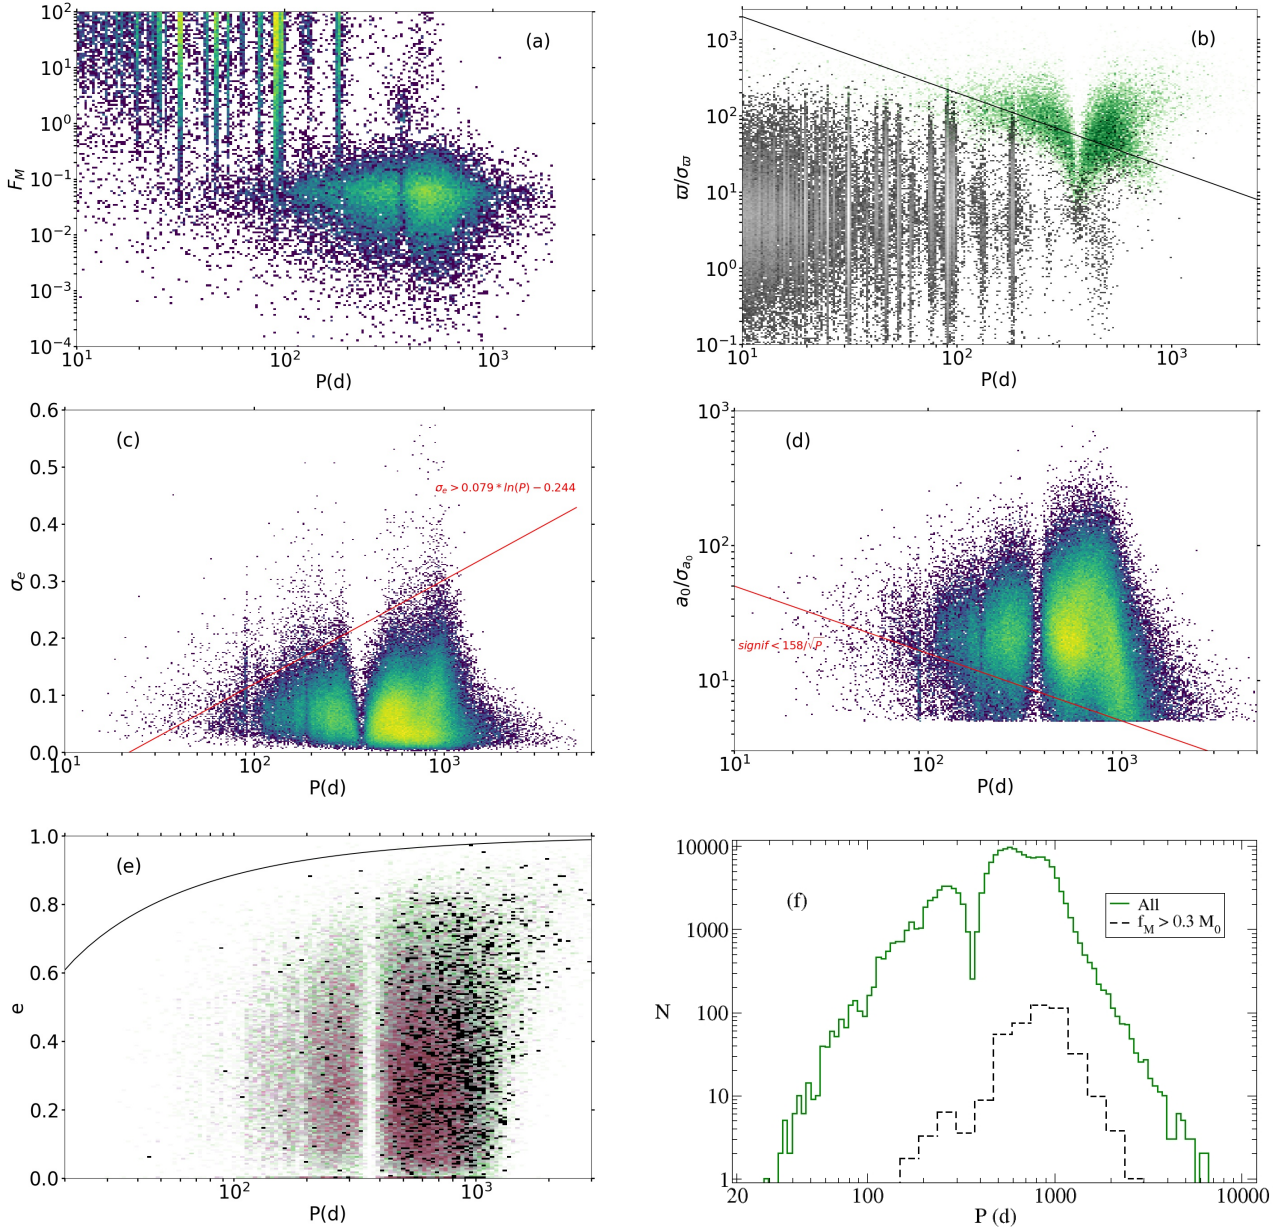 (a)
F_M
10^2
10^1
10^0
10^−1
10^−2
10^−3
10^−4
10^1 10^2 10^3
P(d)
(b)
ϖ/σ_ϖ
10^3
10^2
10^1
10^0
10^−1
10^1 10^2 10^3
P(d)
(c)
σ_e > 0.079 * ln(P) − 0.244
σ_e
0.6
0.5
0.4
0.3
0.2
0.1
0.0
10^1 10^2 10^3
P(d)
(d)
signif < 158/√P
a_0/σ_{a_0}
10^3
10^2
10^1
10^1 10^2 10^3
P(d)
(e)
e
1.0
0.8
0.6
0.4
0.2
0.0
10^2 10^3
P(d)
(f)
All
f_M > 0.3 M_0
N
10000
1000
100
10
1
20 100 1000 10000
P (d)